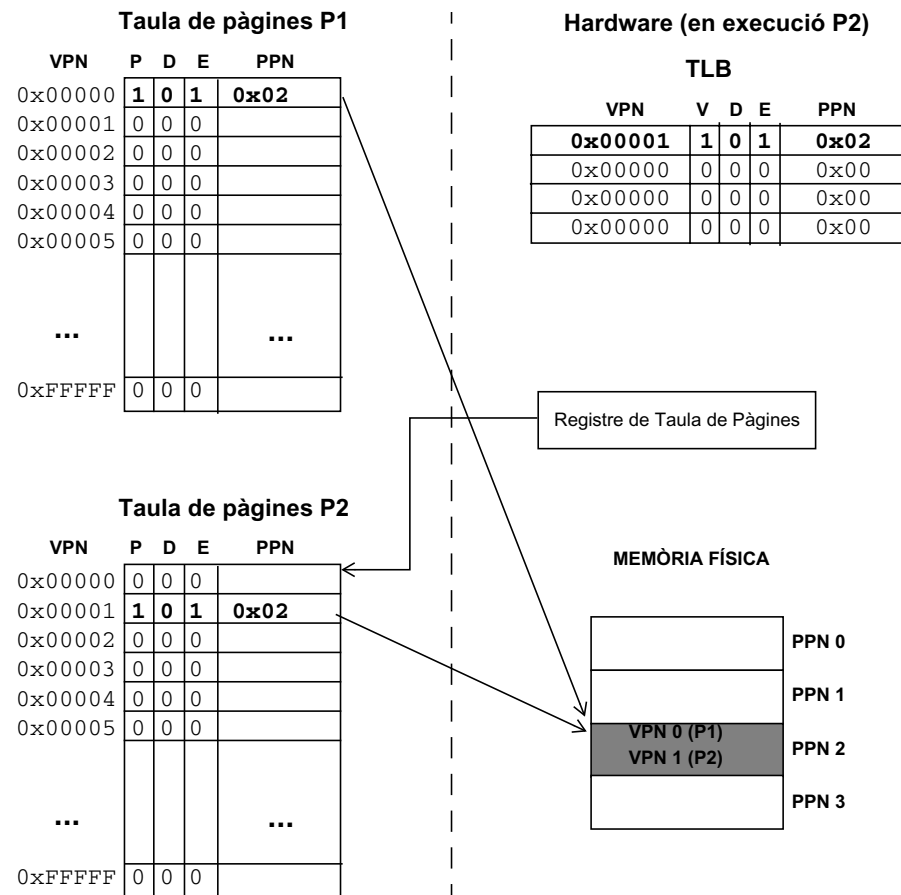 Taula de pàgines P1
VPN P D E PPN
0x00000 1 0 1 0x02
0x00001 0 0 0
0x00002 0 0 0
0x00003 0 0 0
0x00004 0 0 0
0x00005 0 0 0
... ...
0xFFFFF 0 0 0
Hardware (en execució P2)
TLB
VPN V D E PPN
0x00001 1 0 1 0x02
0x00000 0 0 0 0x00
0x00000 0 0 0 0x00
0x00000 0 0 0 0x00
Registre de Taula de Pàgines
Taula de pàgines P2
VPN P D E PPN
0x00000 0 0 0
0x00001 1 0 1 0x02
0x00002 0 0 0
0x00003 0 0 0
0x00004 0 0 0
0x00005 0 0 0
... ...
0xFFFFF 0 0 0
MEMÒRIA FÍSICA
PPN 0
PPN 1
VPN 0 (P1)
VPN 1 (P2)
PPN 2
PPN 3